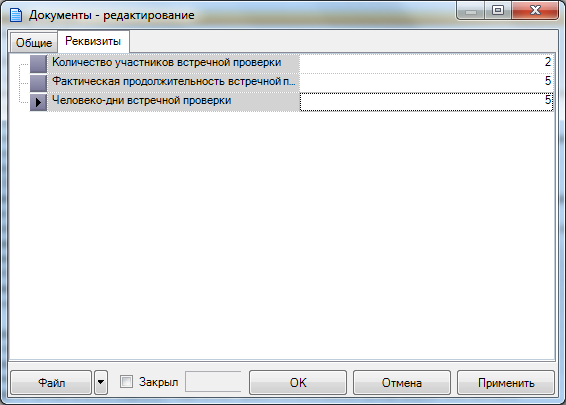 Документы - редактирование
Общие Реквизиты
Количество участников встречной проверки 2
Фактическая продолжительность встречной п... 5
Человеко-дни встречной проверки 5
Файл Закрыл OK Отмена Применить